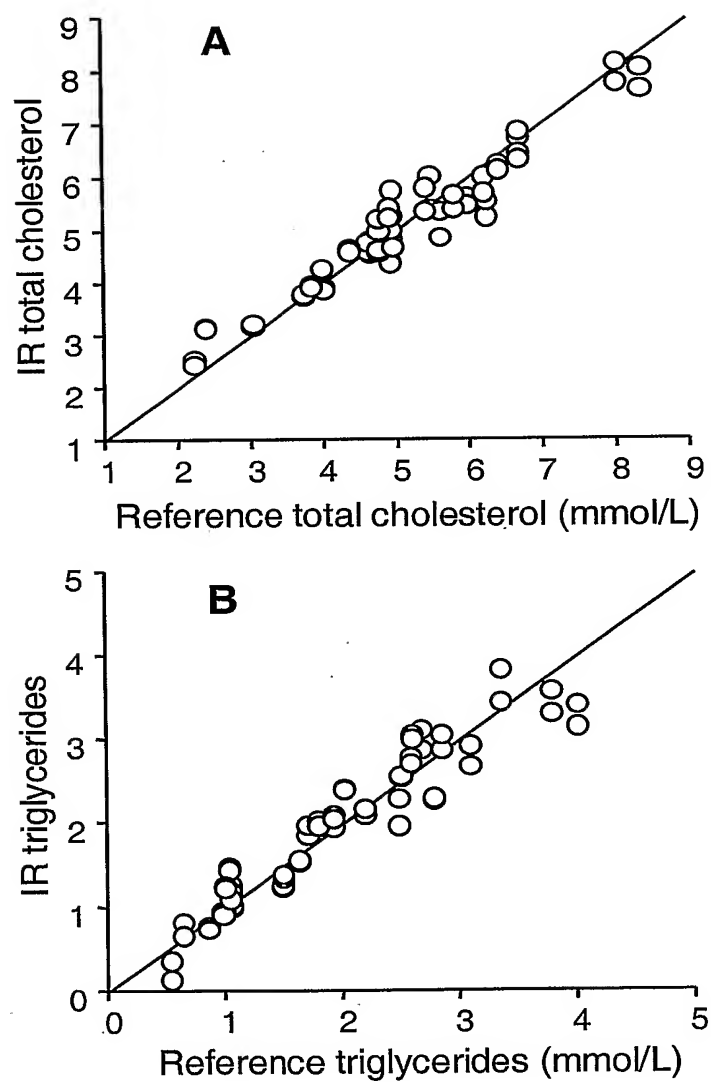 A
IR total cholesterol
9
8
7
6
5
4
3
2
1
1 2 3 4 5 6 7 8 9
Reference total cholesterol (mmol/L)
B
IR triglycerides
5
4
3
2
1
0
0 1 2 3 4 5
Reference triglycerides (mmol/L)